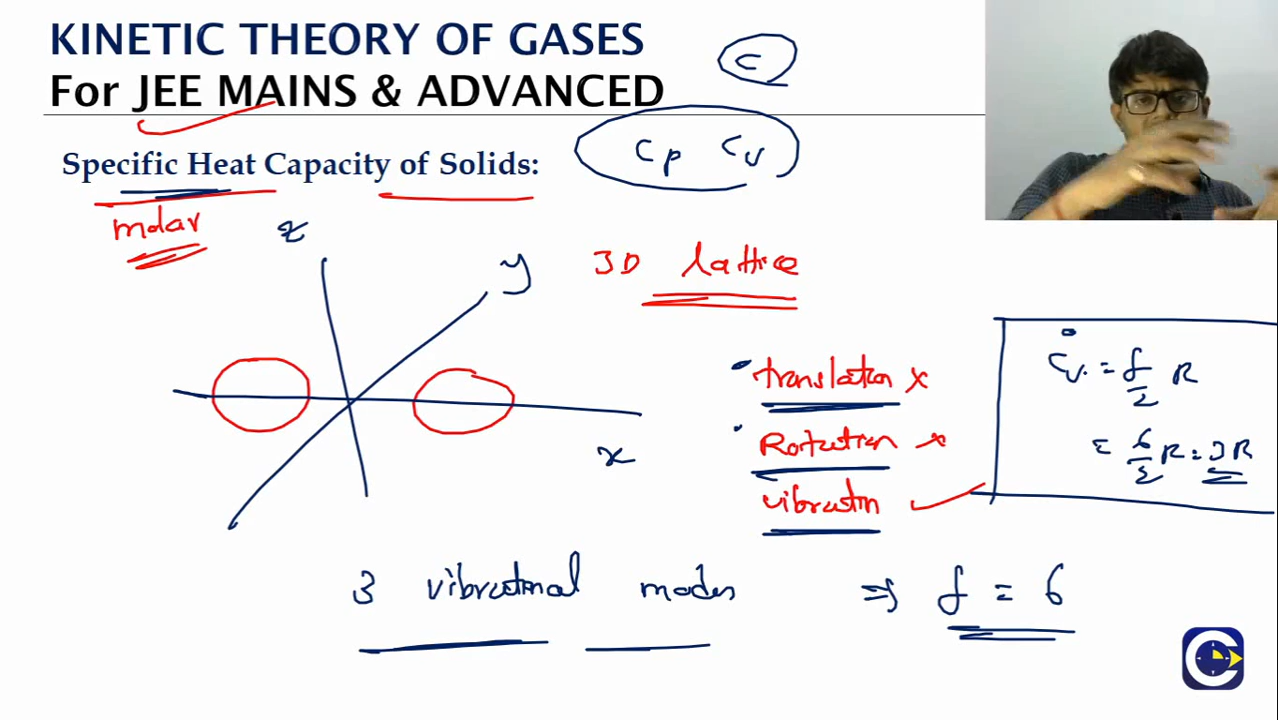 KINETIC THEORY OF GASES
For JEE MAINS & ADVANCED
C
Specific Heat Capacity of Solids:
Cp Cv
molar
z
y
3D lattice
translation ×
Rotation ×
vibration ✓
x
Cv = f/2 R
= 6/2 R = 3R
3 vibrational modes ⇒ f = 6